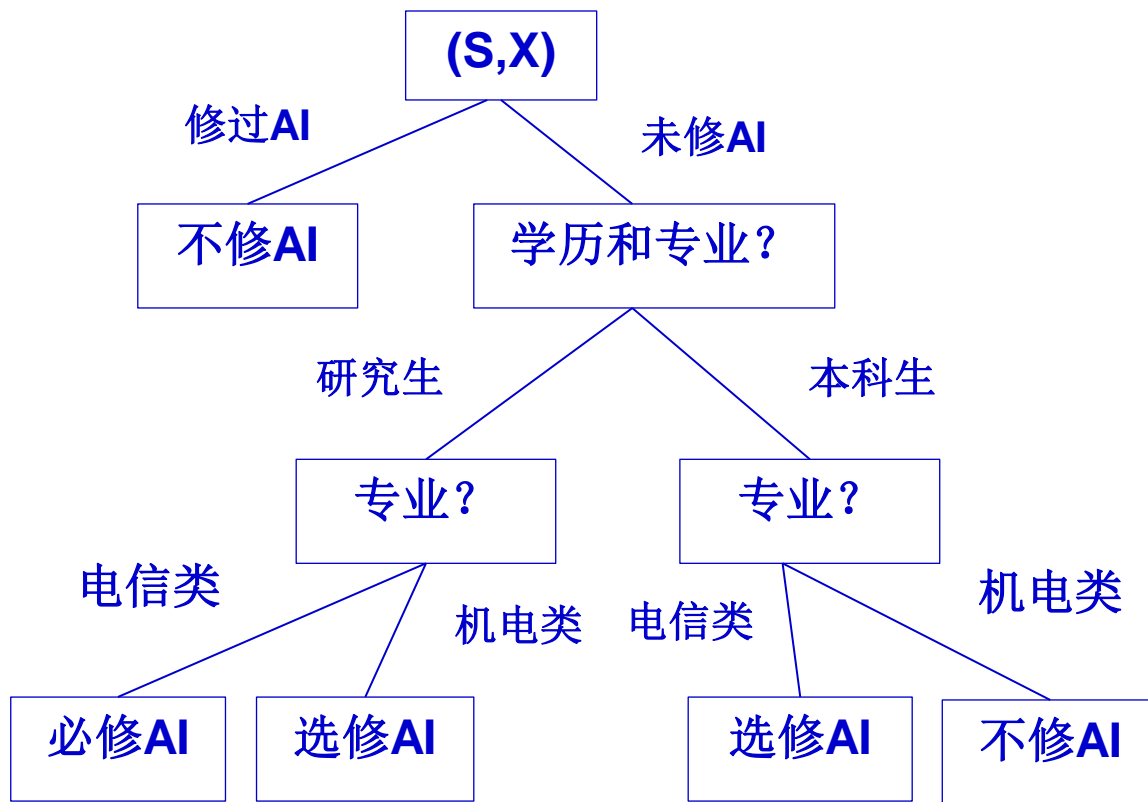 (S,X)
修过AI
未修AI
不修AI
学历和专业？
研究生
本科生
专业？
专业？
电信类
机电类
电信类
机电类
必修AI
选修AI
选修AI
不修AI